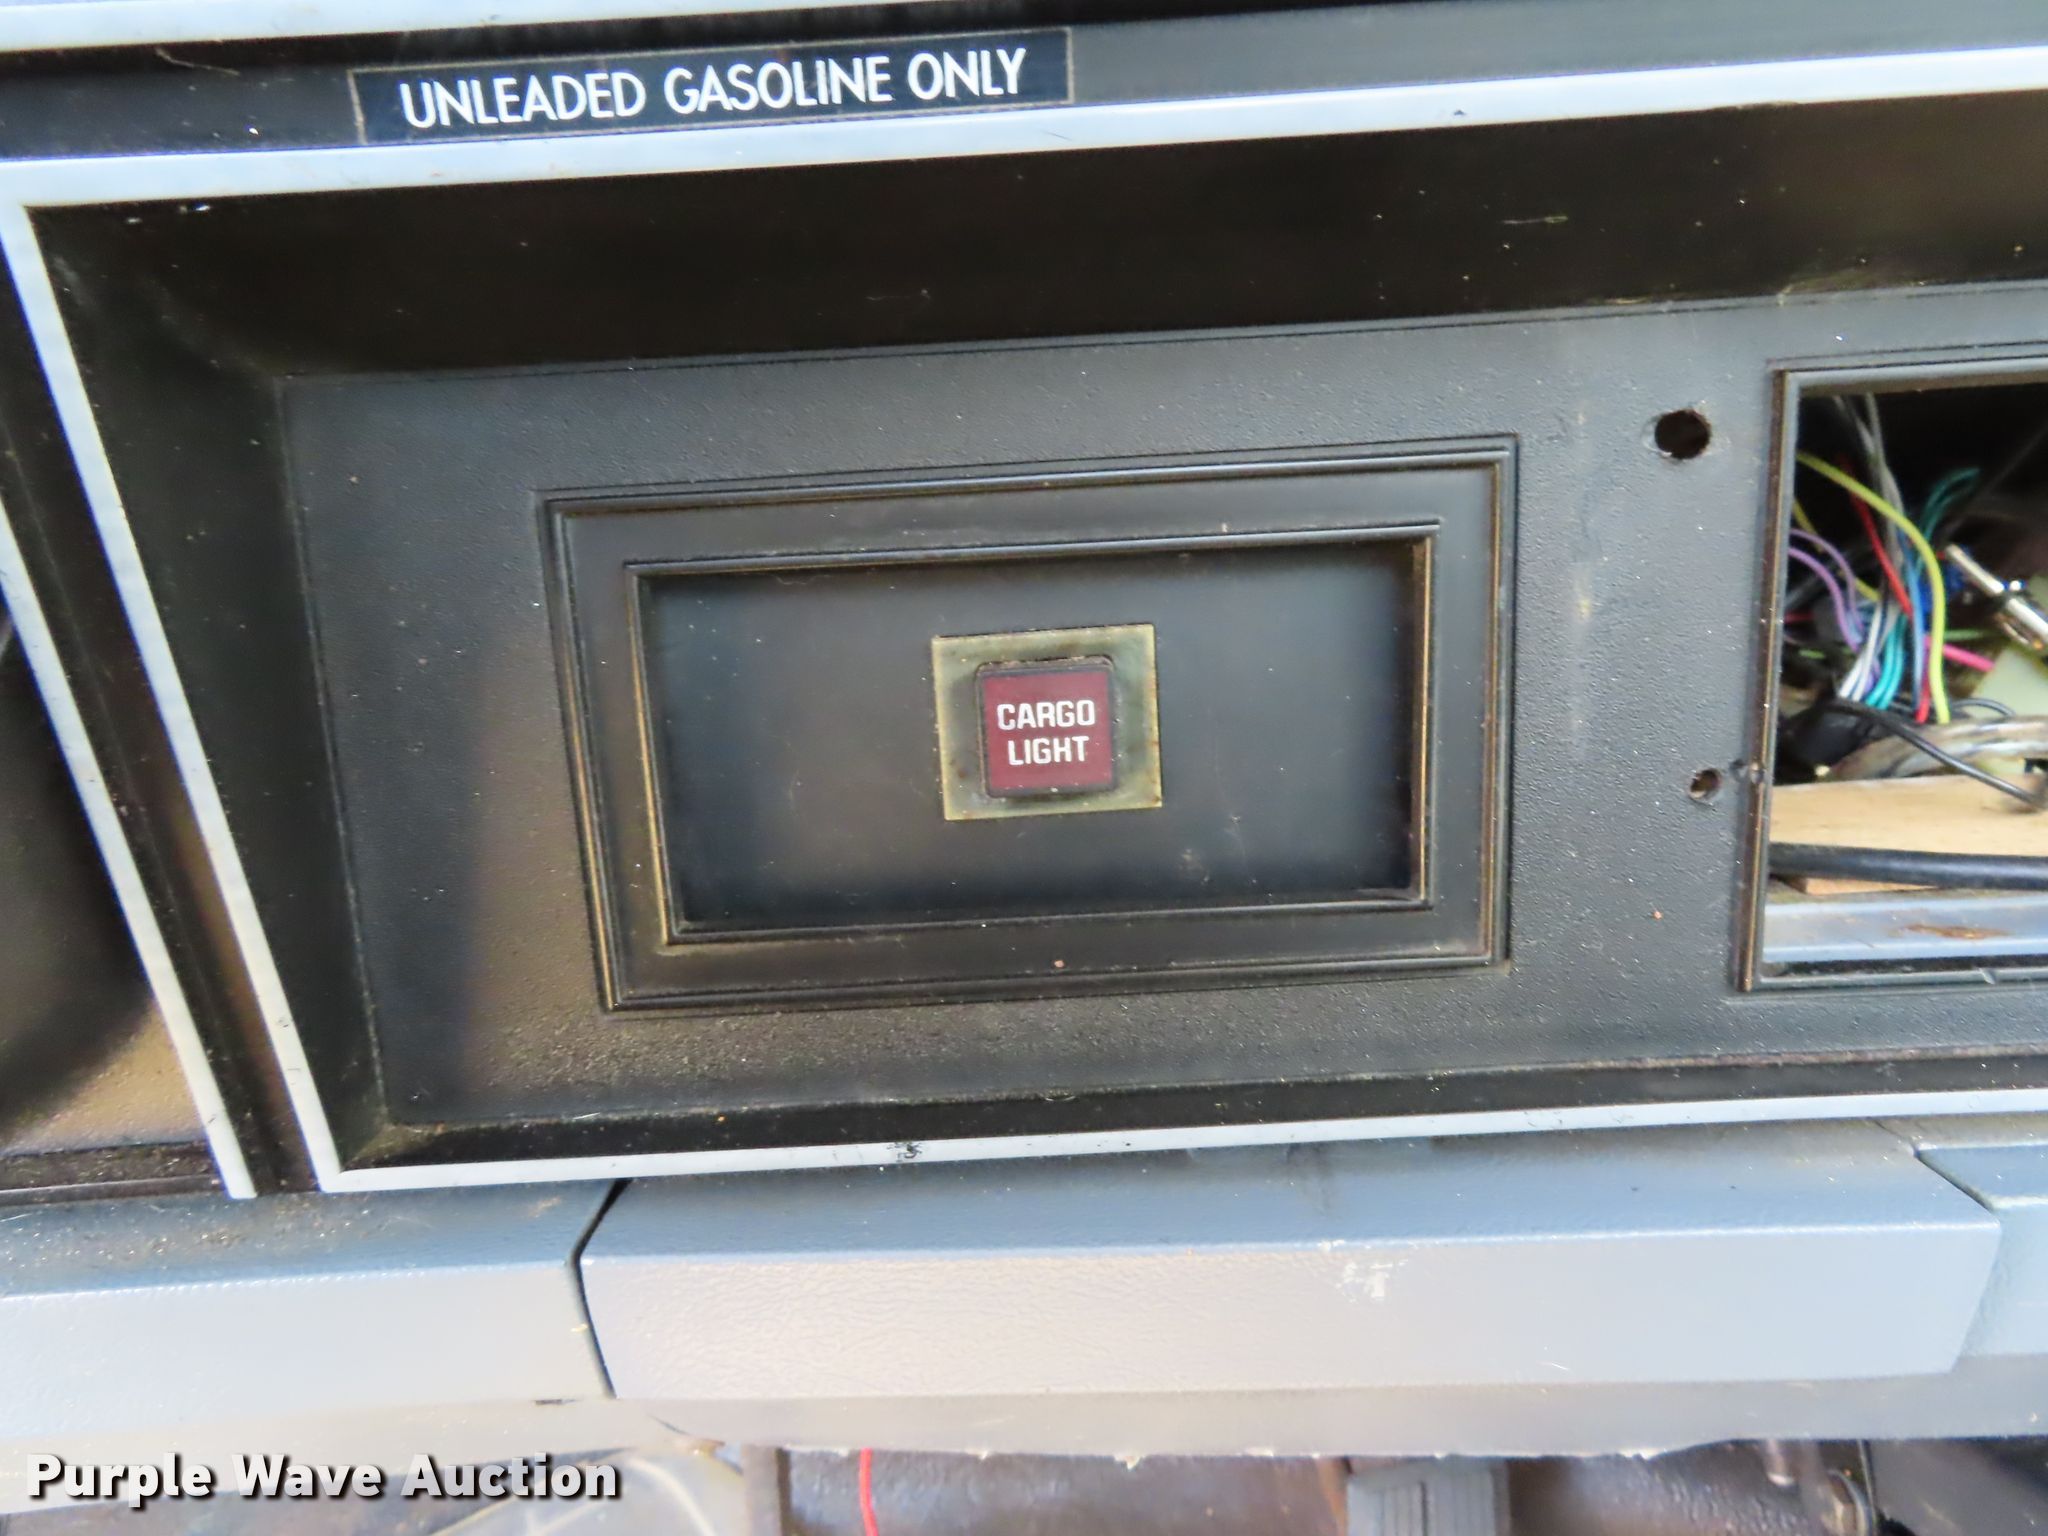 UNLEADED GASOLINE ONLY
CARGO
LIGHT
Purple Wave Auction